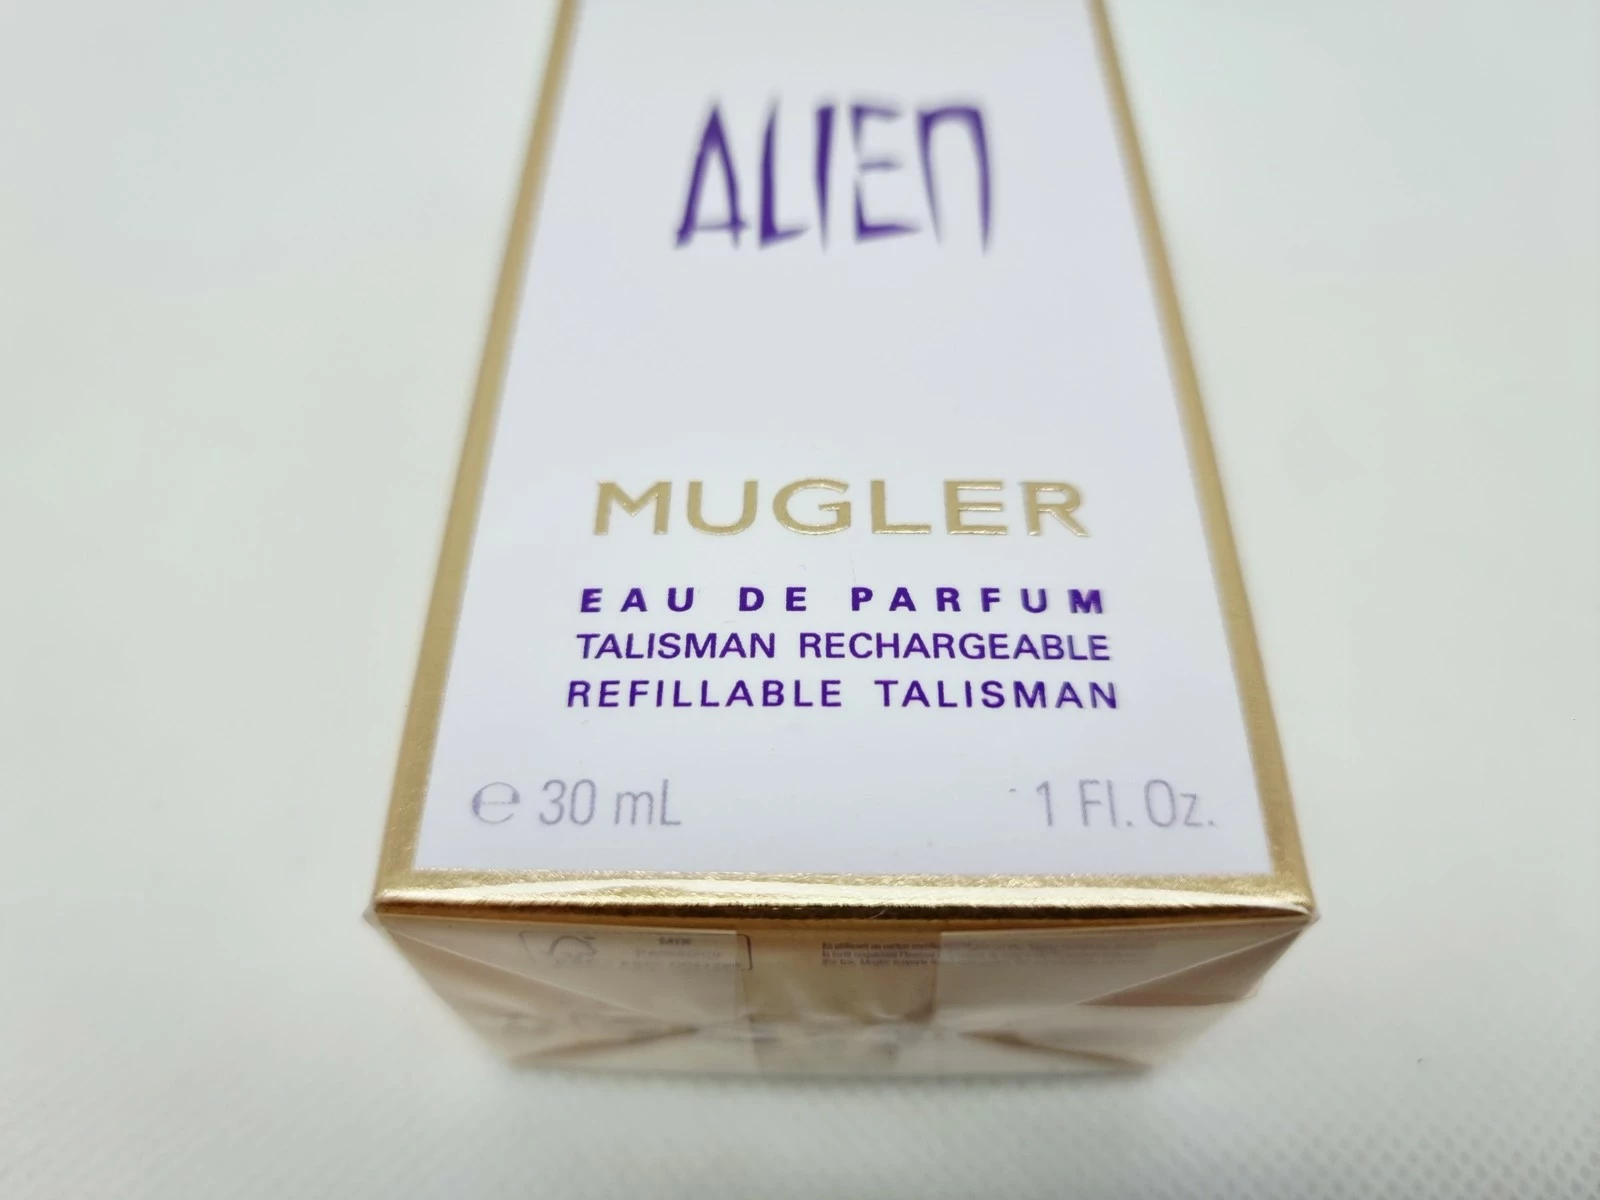 ALIEN
MUGLER
EAU DE PARFUM
TALISMAN RECHARGEABLE
REFILLABLE TALISMAN
℮ 30 mL 1 Fl. Oz.